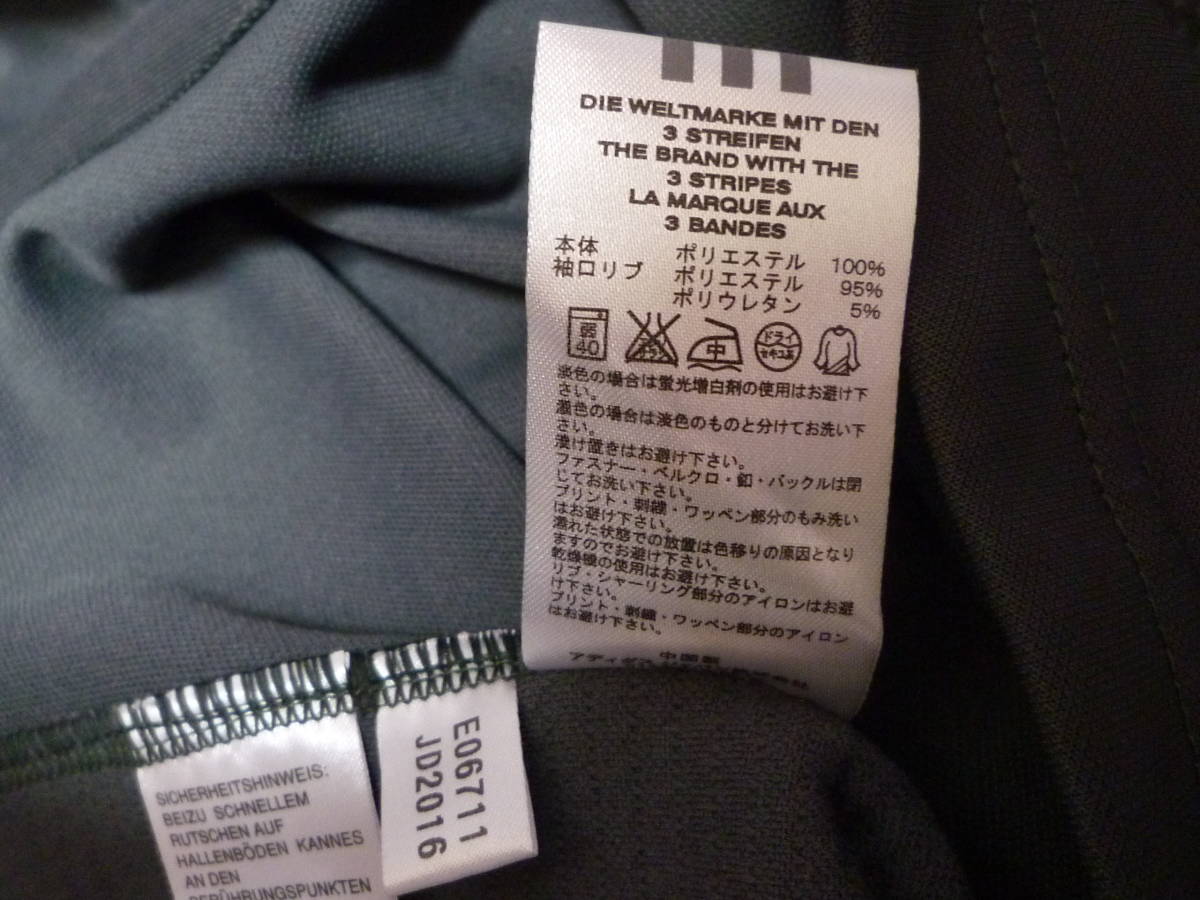 DIE WELTMARKE MIT DEN
3 STREIFEN
THE BRAND WITH THE
3 STRIPES
LA MARQUE AUX
3 BANDES
本体 ポリエステル 100%
袖口リブ ポリエステル 95%
ポリウレタン 5%
弱 40 中 ドライ セキユ系
淡色の場合は蛍光増白剤の使用はお避け下
さい。
濃色の場合は淡色のものと分けてお洗い下
さい。
漬け置きはお避け下さい。
ファスナー・ベルクロ・釦・バックルは閉
じてお洗い下さい。
プリント・刺繍・ワッペン部分のもみ洗い
はお避け下さい。
濡れた状態での放置は色移りの原因となり
ますのでお避け下さい。
乾燥機の使用はお避け下さい。
リブ・シャーリング部分のアイロンはお避
け下さい。
プリント・刺繍・ワッペン部分のアイロン
はお避け下さい。
中国製
SICHERHEITSHINWEIS:
BEIZU SCHNELLEM
RUTSCHEN AUF
HALLENBÖDEN KANNES
AN DEN
BERÜHRUNGSPUNKTEN
E06711
JD2016